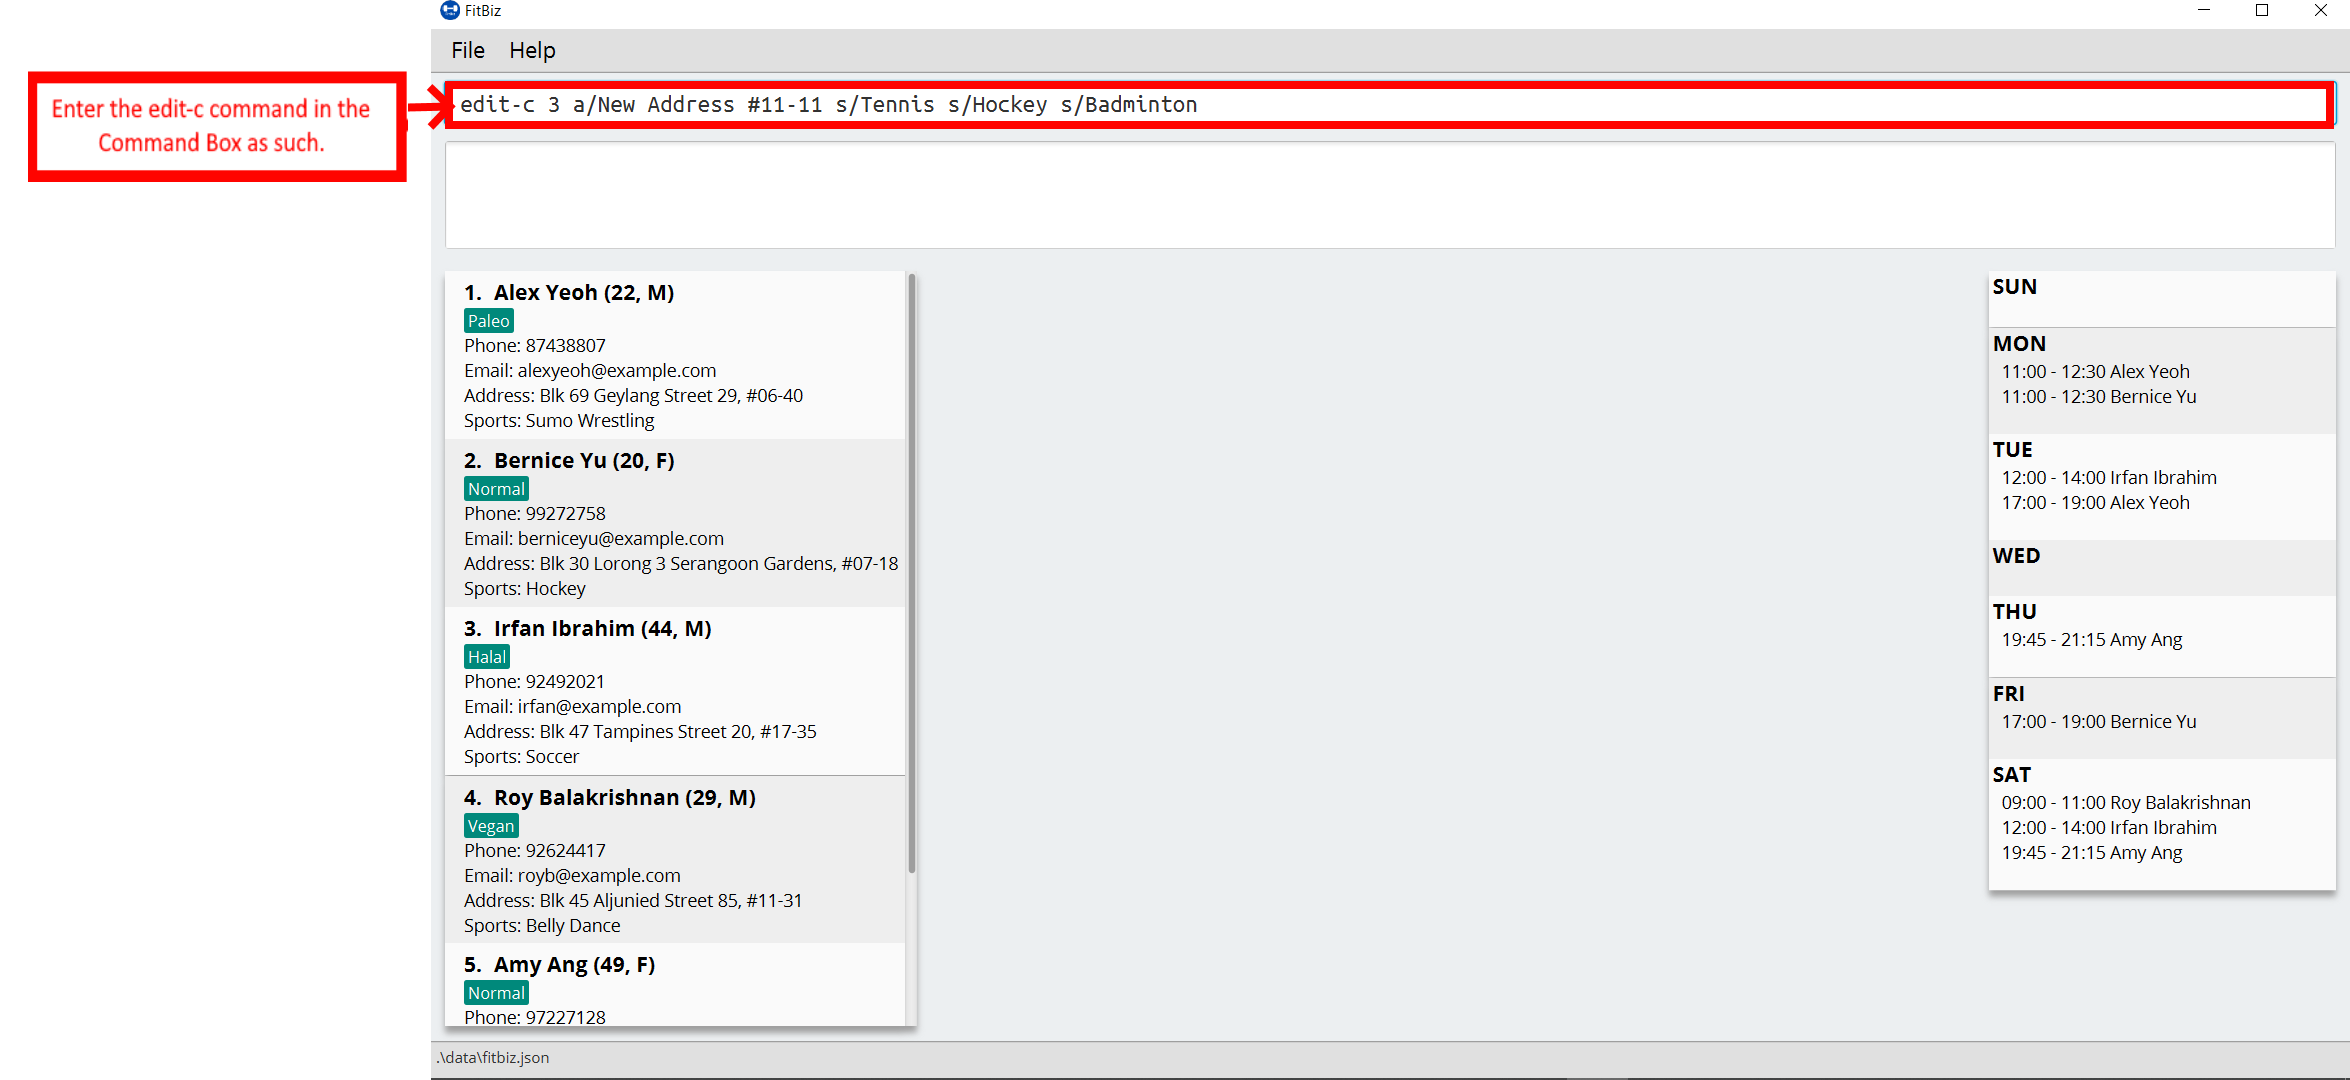 FitBiz
File Help
Enter the edit-c command in the
Command Box as such.
edit-c 3 a/New Address #11-11 s/Tennis s/Hockey s/Badminton
1. Alex Yeoh (22, M)
Paleo
Phone: 87438807
Email: alexyeoh@example.com
Address: Blk 69 Geylang Street 29, #06-40
Sports: Sumo Wrestling
2. Bernice Yu (20, F)
Normal
Phone: 99272758
Email: berniceyu@example.com
Address: Blk 30 Lorong 3 Serangoon Gardens, #07-18
Sports: Hockey
3. Irfan Ibrahim (44, M)
Halal
Phone: 92492021
Email: irfan@example.com
Address: Blk 47 Tampines Street 20, #17-35
Sports: Soccer
4. Roy Balakrishnan (29, M)
Vegan
Phone: 92624417
Email: royb@example.com
Address: Blk 45 Aljunied Street 85, #11-31
Sports: Belly Dance
5. Amy Ang (49, F)
Normal
Phone: 97227128
SUN
MON
11:00 - 12:30 Alex Yeoh
11:00 - 12:30 Bernice Yu
TUE
12:00 - 14:00 Irfan Ibrahim
17:00 - 19:00 Alex Yeoh
WED
THU
19:45 - 21:15 Amy Ang
FRI
17:00 - 19:00 Bernice Yu
SAT
09:00 - 11:00 Roy Balakrishnan
12:00 - 14:00 Irfan Ibrahim
19:45 - 21:15 Amy Ang
.\data\fitbiz.json